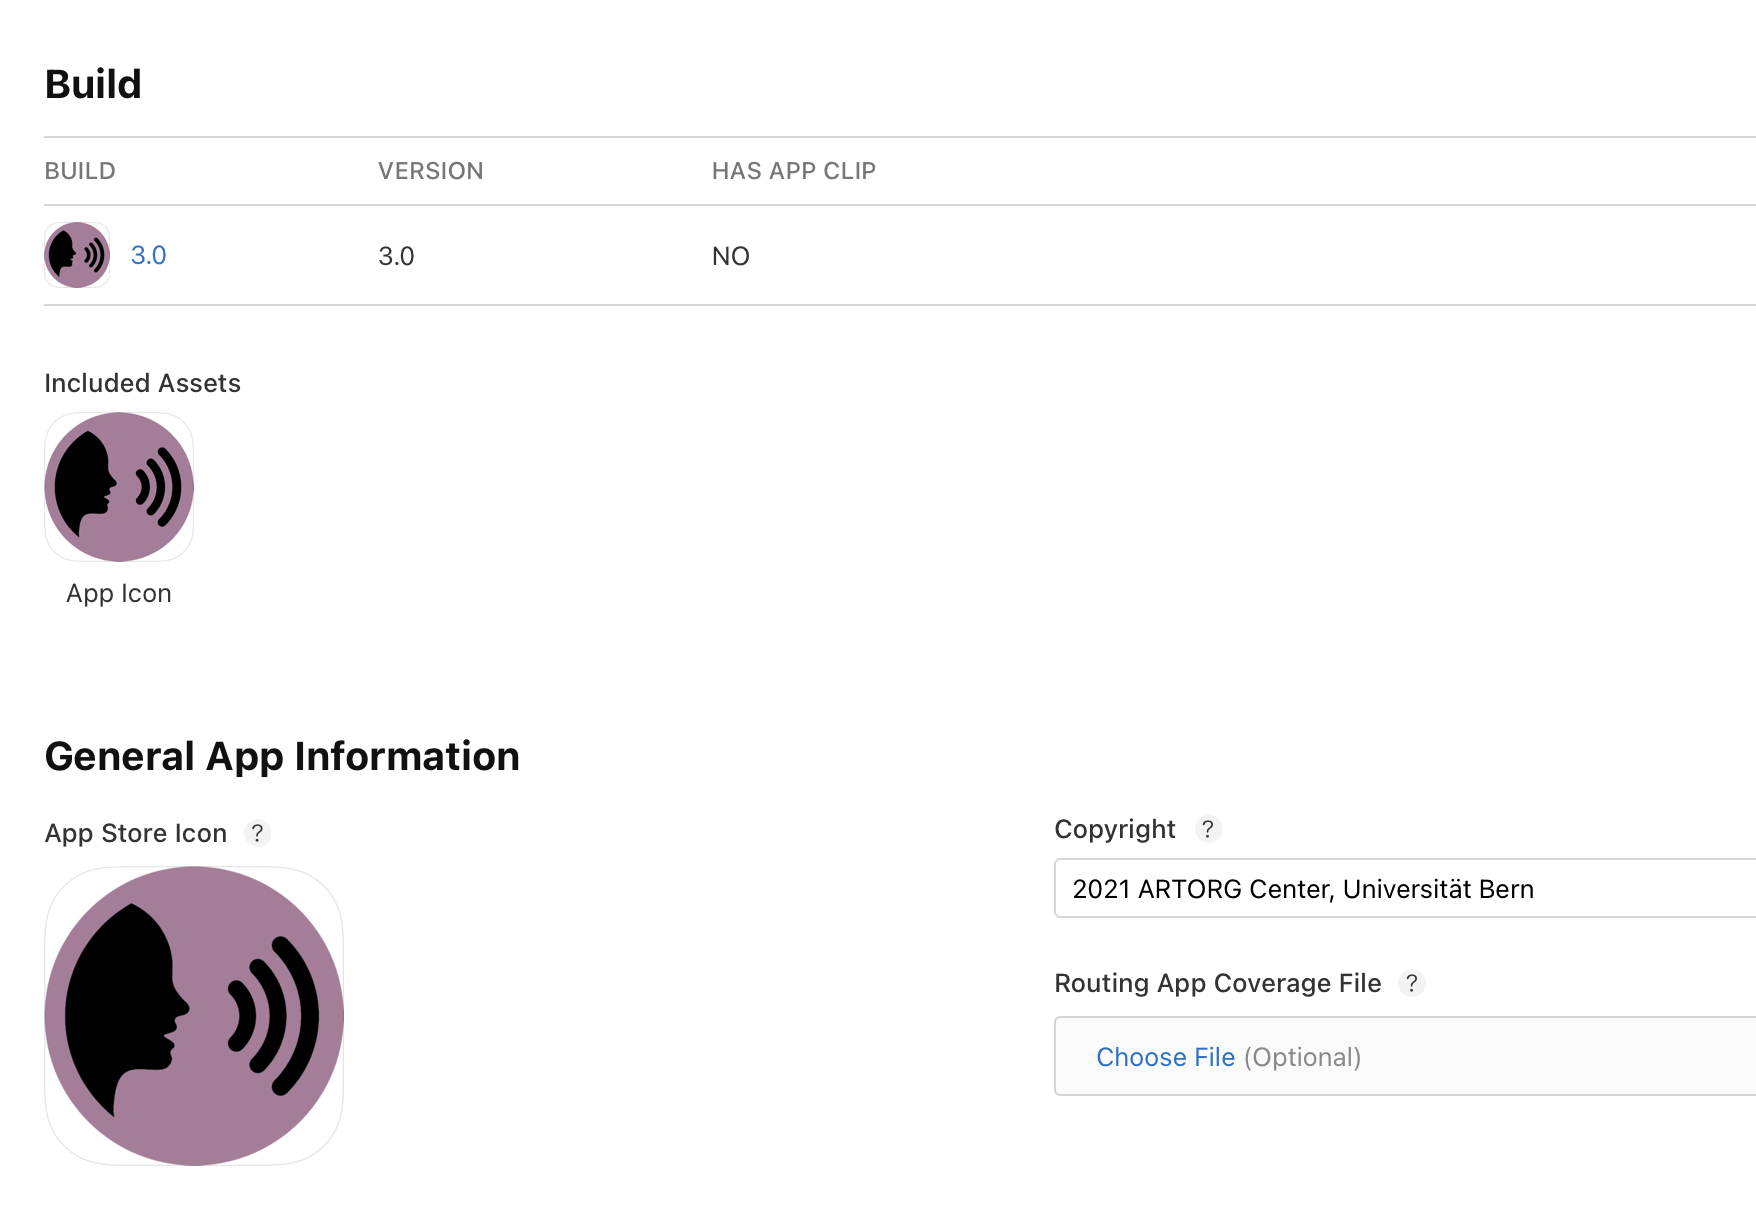 Build
BUILD VERSION HAS APP CLIP
3.0 3.0 NO
Included Assets
App Icon
General App Information
App Store Icon ?
Copyright ?
2021 ARTORG Center, Universität Bern
Routing App Coverage File ?
Choose File (Optional)